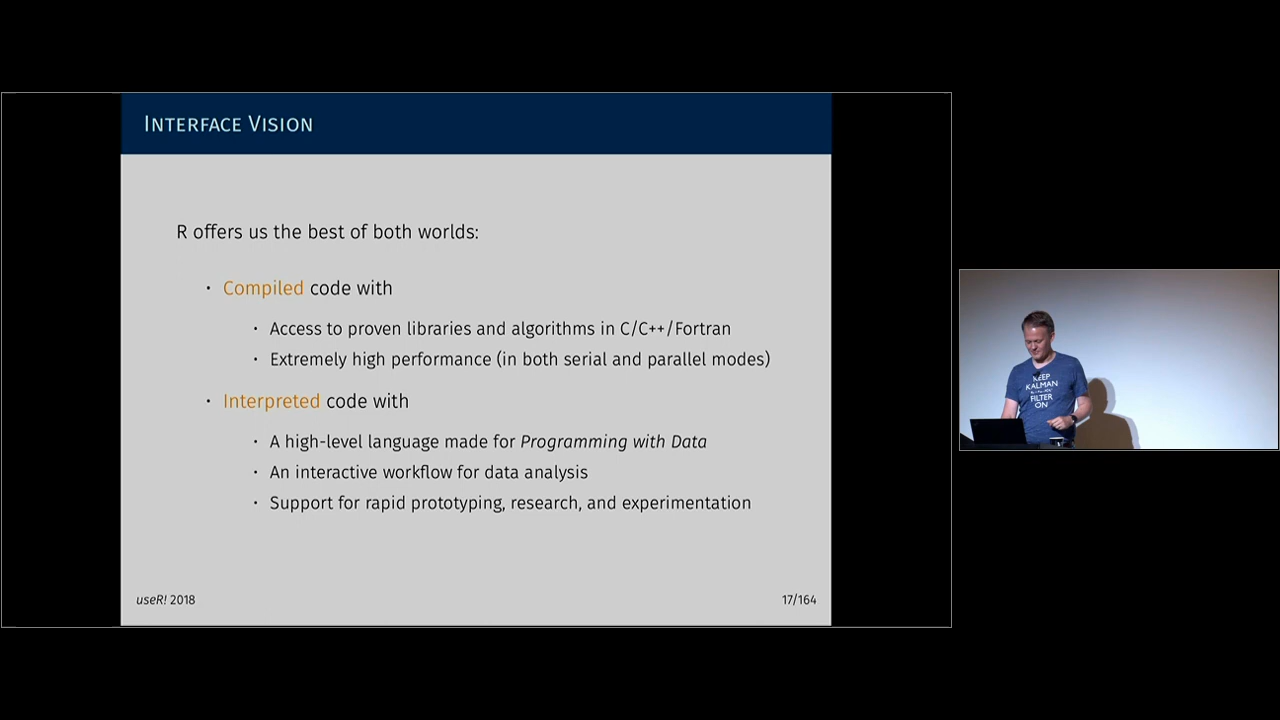 INTERFACE VISION
R offers us the best of both worlds:
• Compiled code with
• Access to proven libraries and algorithms in C/C++/Fortran
• Extremely high performance (in both serial and parallel modes)
• Interpreted code with
• A high-level language made for Programming with Data
• An interactive workflow for data analysis
• Support for rapid prototyping, research, and experimentation
useR! 2018
17/164
KEEP
KALMAN
FILTER
ON